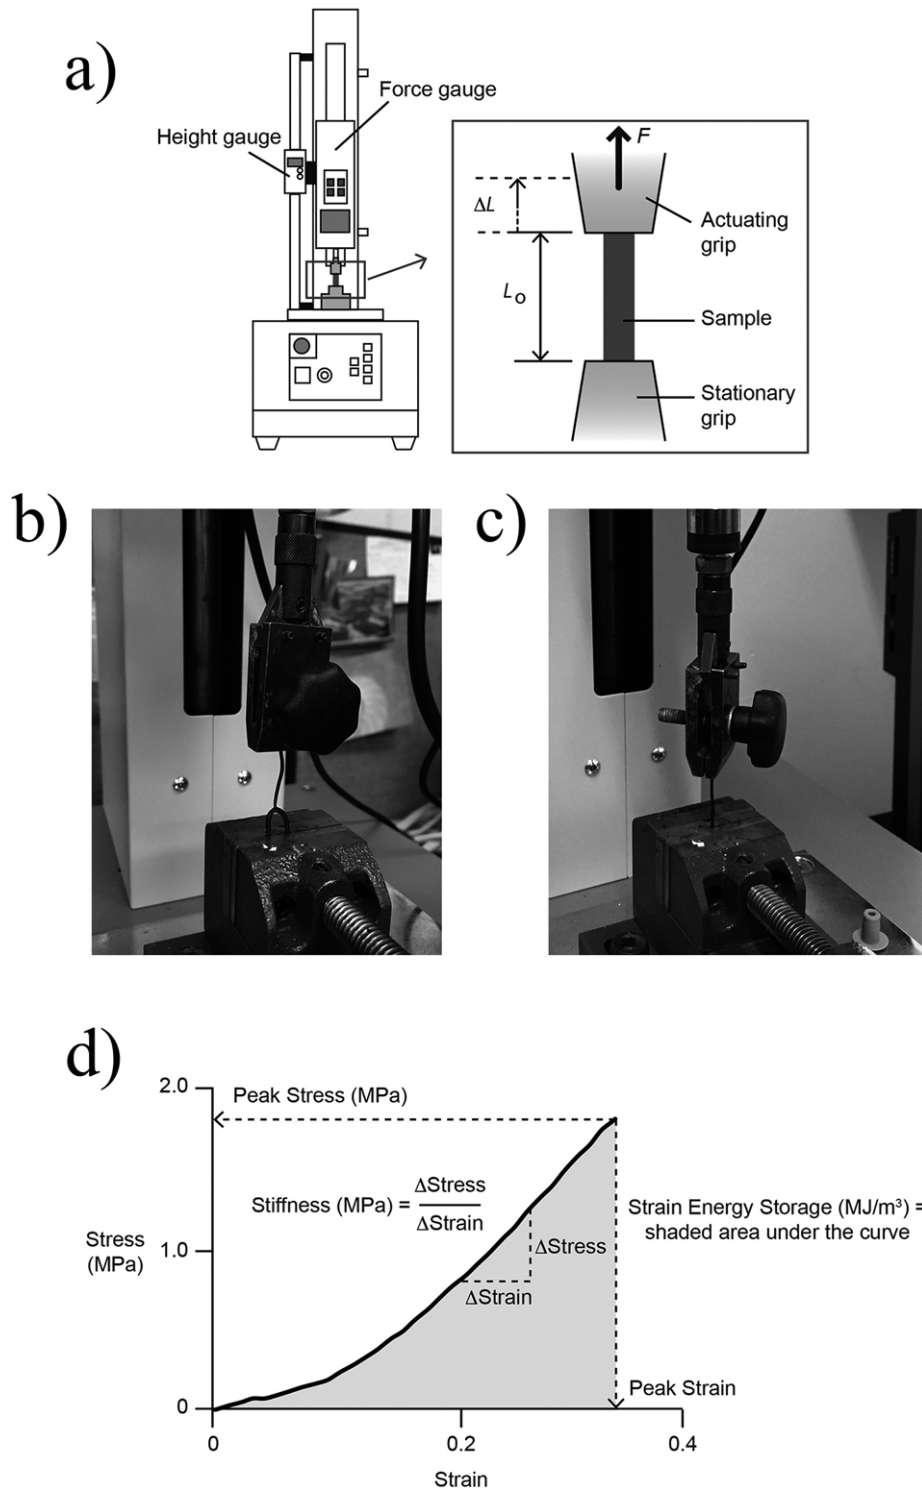 a)
Force gauge
Height gauge
F
ΔL
Actuating
grip
Lo
Sample
Stationary
grip
b)
c)
d)
2.0
Peak Stress (MPa)
Stiffness (MPa) = ΔStress
ΔStrain
Strain Energy Storage (MJ/m³) =
shaded area under the curve
Stress
(MPa)
1.0
ΔStress
ΔStrain
Peak Strain
0
0
0.2
0.4
Strain